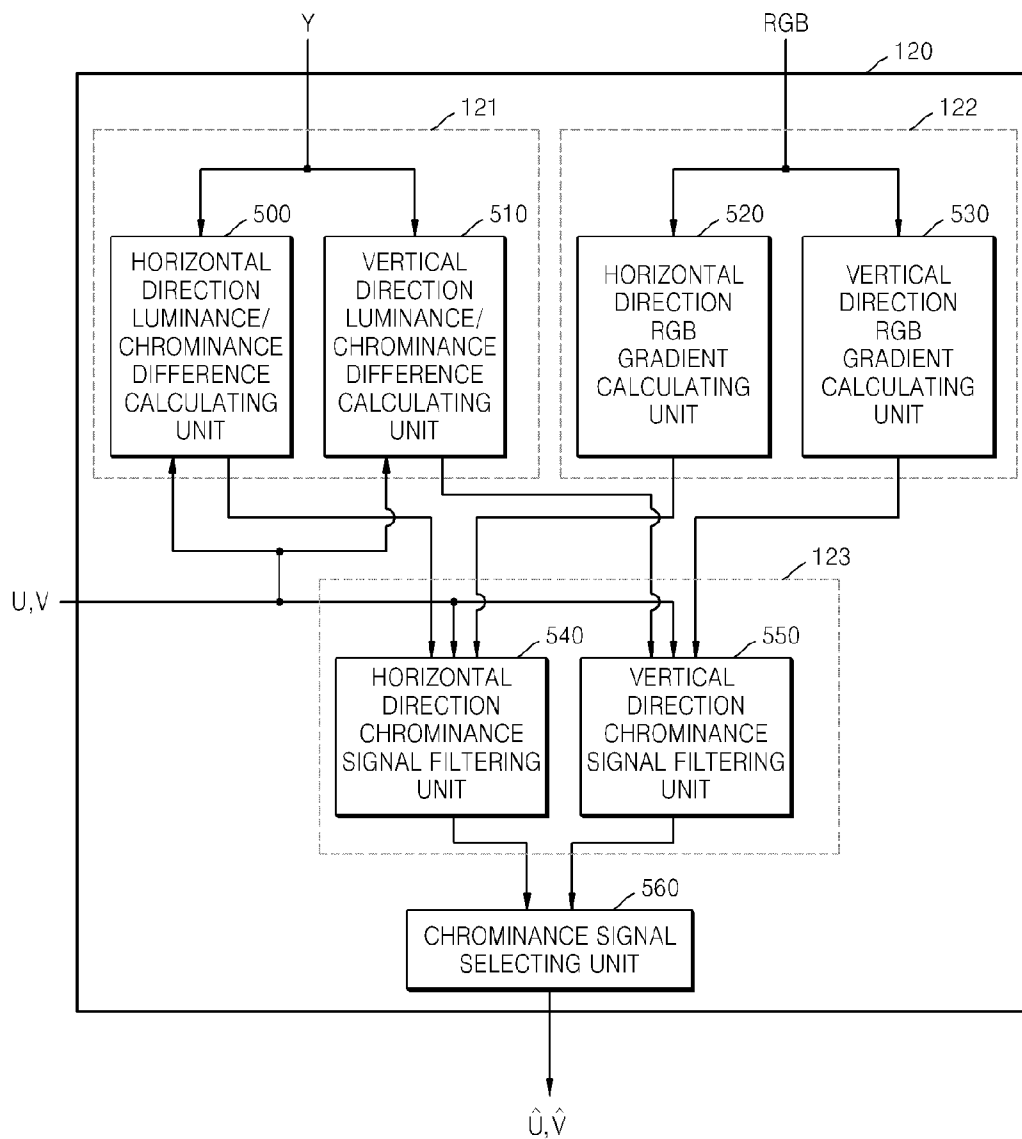 Y
RGB
120
121
122
500
510
520
530
HORIZONTAL
DIRECTION
LUMINANCE/
CHROMINANCE
DIFFERENCE
CALCULATING
UNIT
VERTICAL
DIRECTION
LUMINANCE/
CHROMINANCE
DIFFERENCE
CALCULATING
UNIT
HORIZONTAL
DIRECTION
RGB
GRADIENT
CALCULATING
UNIT
VERTICAL
DIRECTION
RGB
GRADIENT
CALCULATING
UNIT
123
U,V
540
550
HORIZONTAL
DIRECTION
CHROMINANCE
SIGNAL FILTERING
UNIT
VERTICAL
DIRECTION
CHROMINANCE
SIGNAL FILTERING
UNIT
560
CHROMINANCE SIGNAL
SELECTING UNIT
Û,V̂